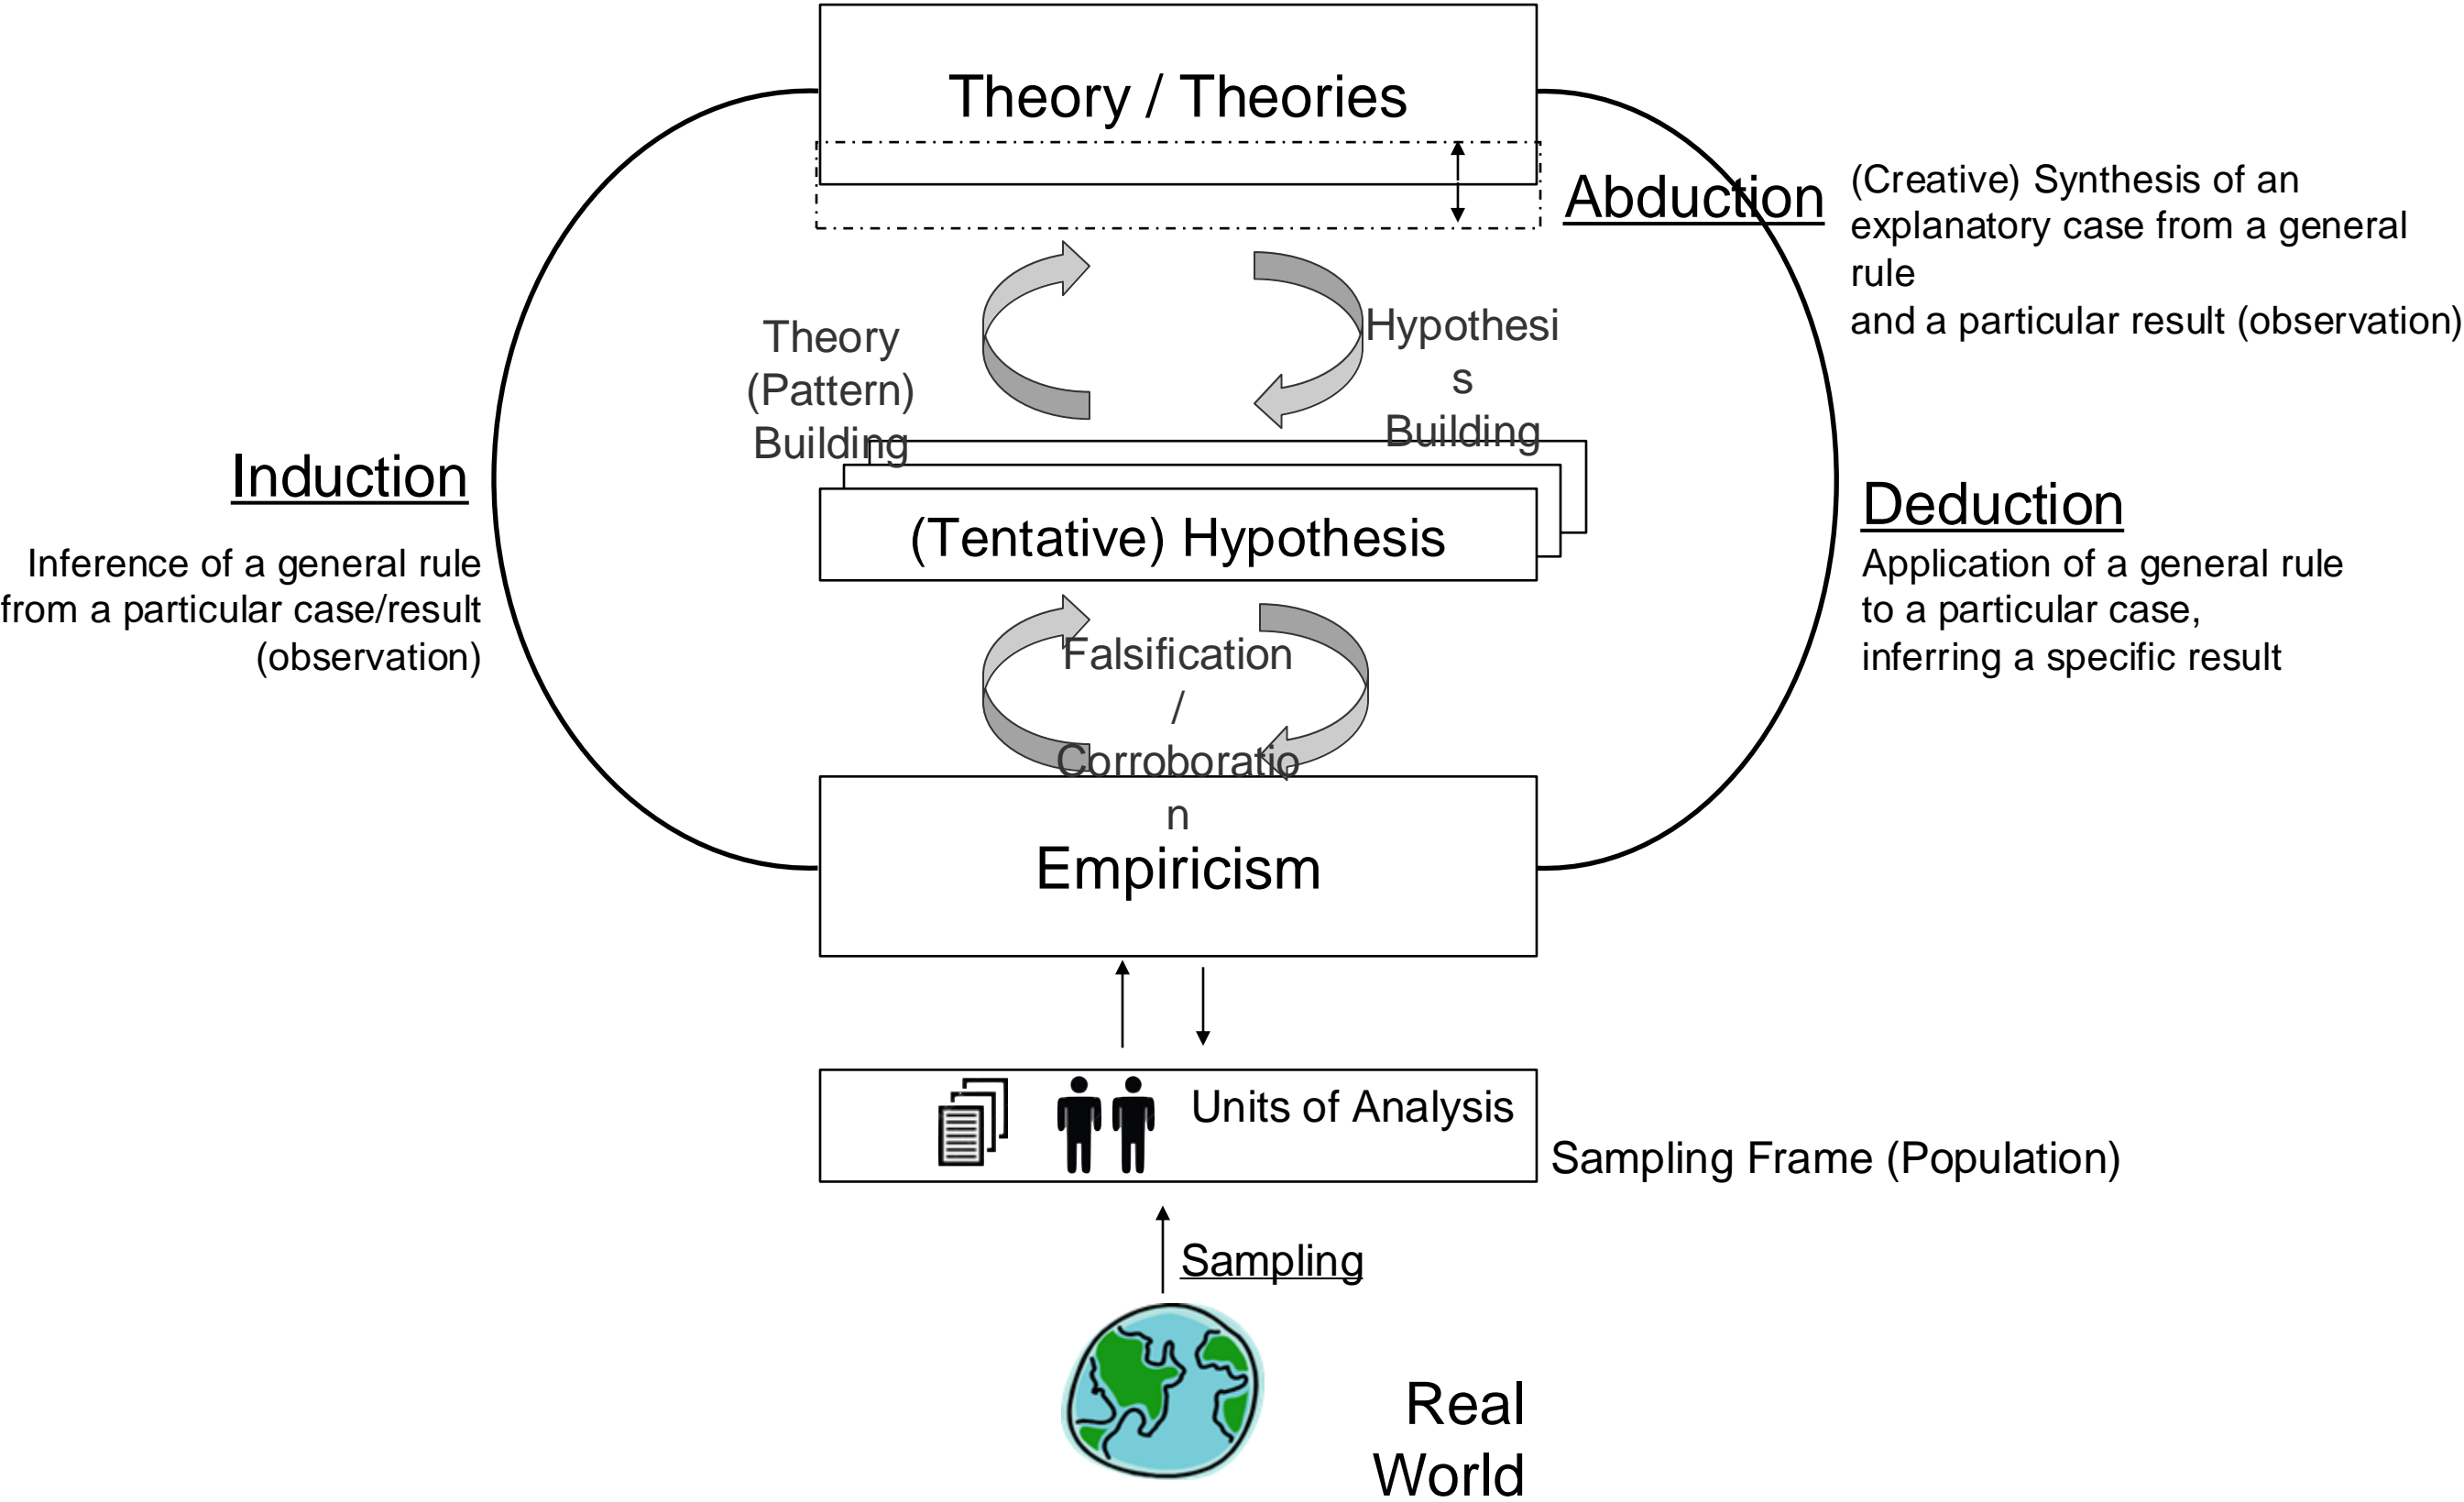 Theory / Theories
Abduction
(Creative) Synthesis of an
explanatory case from a general
rule
and a particular result (observation)
Theory
(Pattern)
Building
Hypothesi
s
Building
Induction
Inference of a general rule
from a particular case/result
(observation)
(Tentative) Hypothesis
Deduction
Application of a general rule
to a particular case,
inferring a specific result
Falsification
/
Corroboratio
n
Empiricism
Units of Analysis
Sampling Frame (Population)
Sampling
Real
World